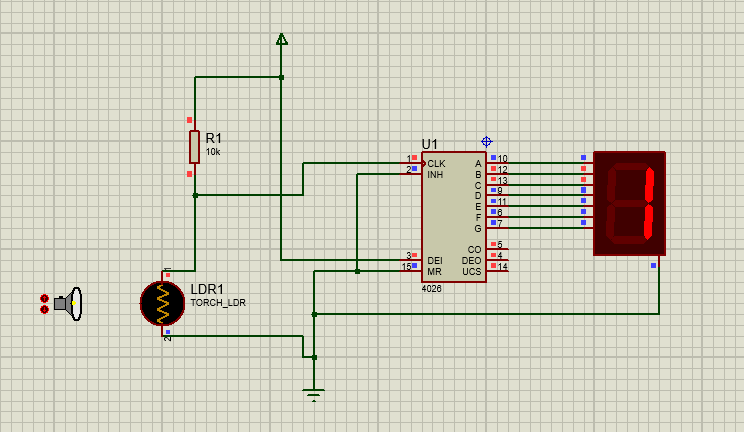 R1
10k
U1
1 CLK A 10
2 INH B 12
C 13
D 9
E 11
F 6
G 7
CO 5
3 DEI DEO 4
15 MR UCS 14
4026
1
LDR1
TORCH_LDR
2
1